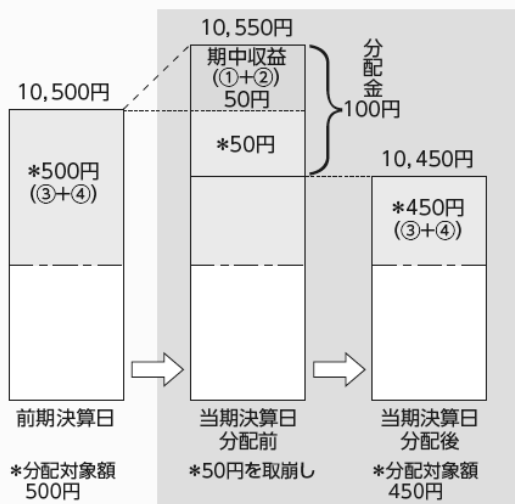 10,500円
*500円
(③+④)
前期決算日
*分配対象額
500円
10,550円
期中収益
(①+②)
50円
*50円
分配金
100円
当期決算日
分配前
*50円を取崩し
10,450円
*450円
(③+④)
当期決算日
分配後
*分配対象額
450円